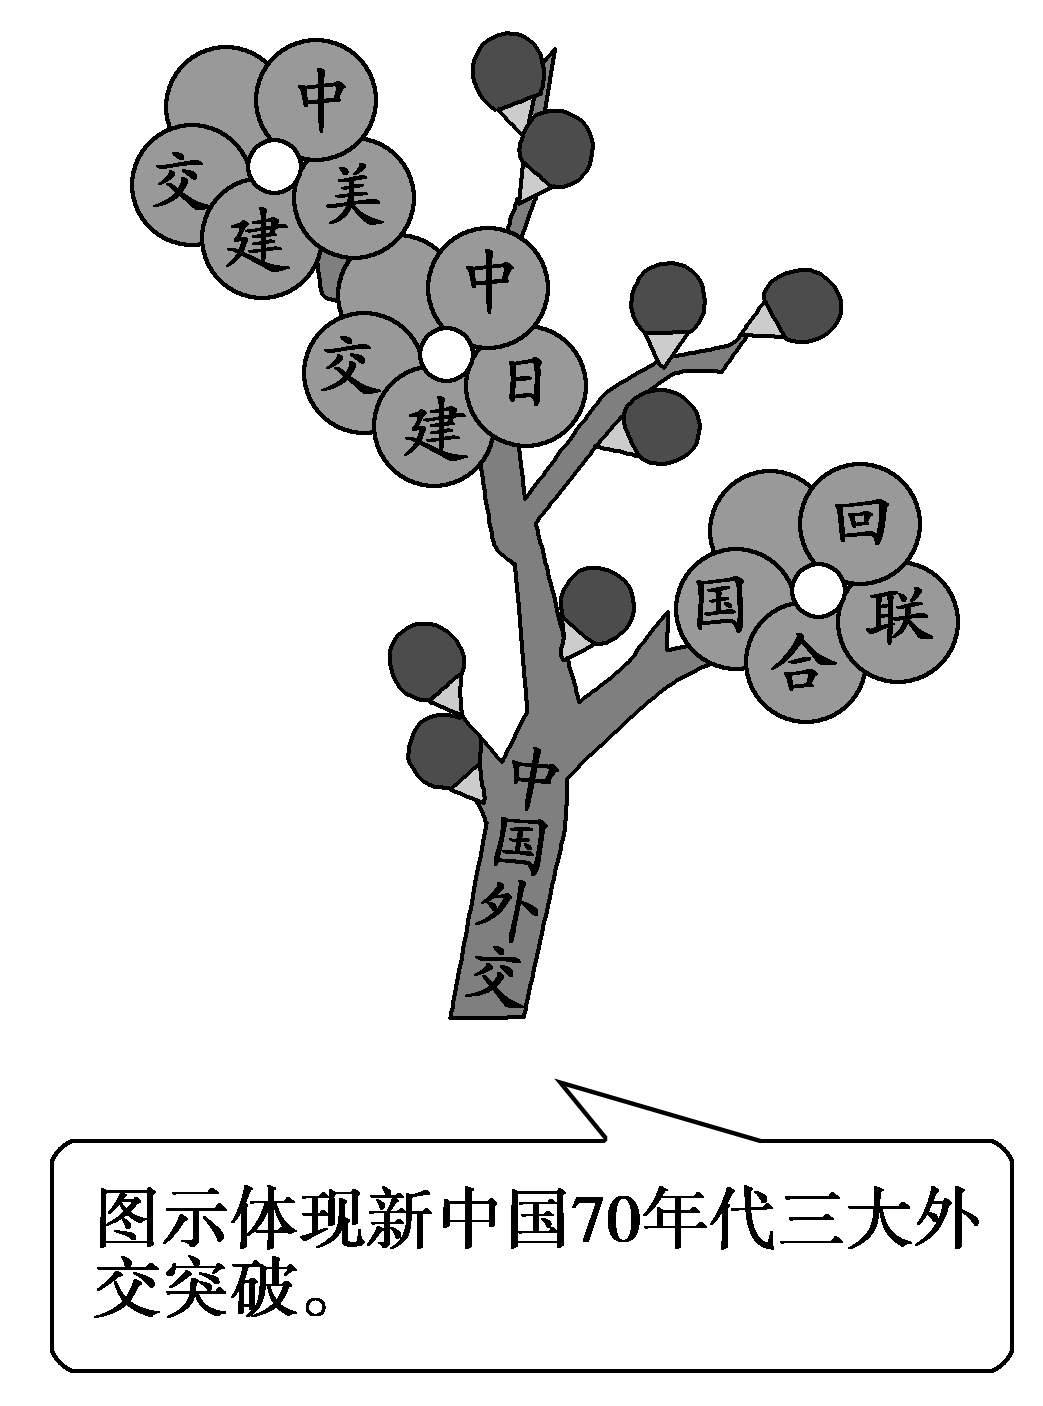 中美建交
中日建交
回联合国
中国外交
图示体现新中国70年代三大外
交突破。